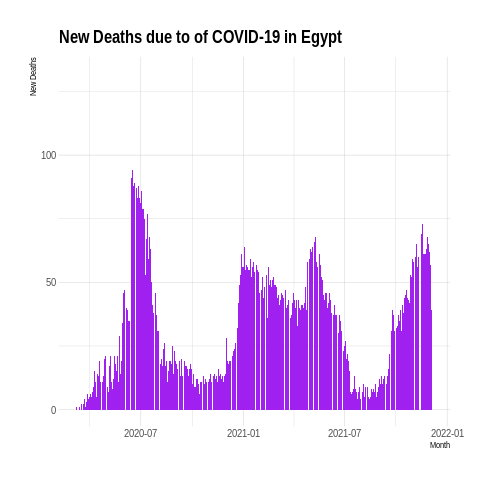 New Deaths due to of COVID-19 in Egypt
New Deaths
100
50
0
2020-07 2021-01 2021-07 2022-01
Month